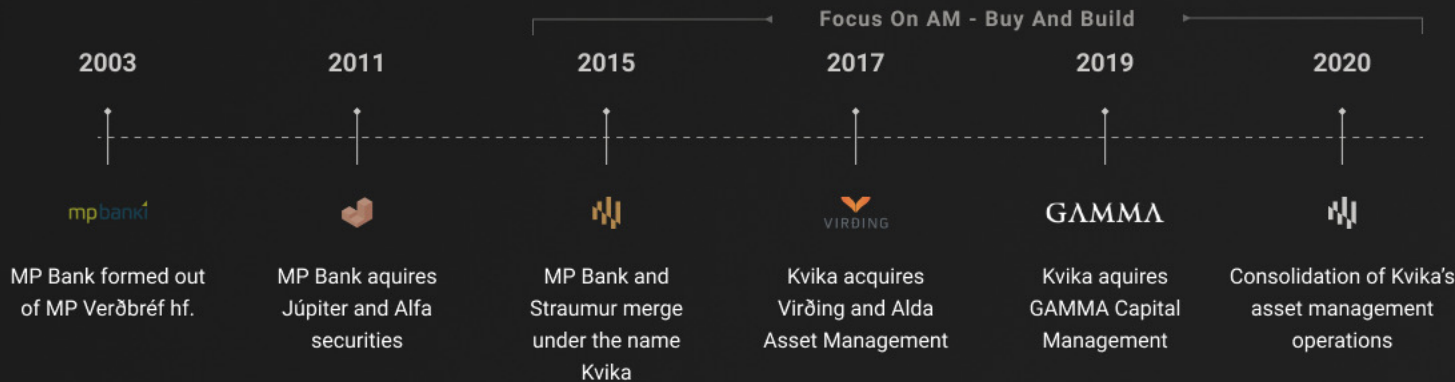 Focus On AM - Buy And Build
2003
2011
2015
2017
2019
2020
mpbanki
VIRÐING
GAMMA
MP Bank formed out
of MP Verðbréf hf.
MP Bank aquires
Júpiter and Alfa
securities
MP Bank and
Straumur merge
under the name
Kvika
Kvika acquires
Virðing and Alda
Asset Management
Kvika aquires
GAMMA Capital
Management
Consolidation of Kvika's
asset management
operations